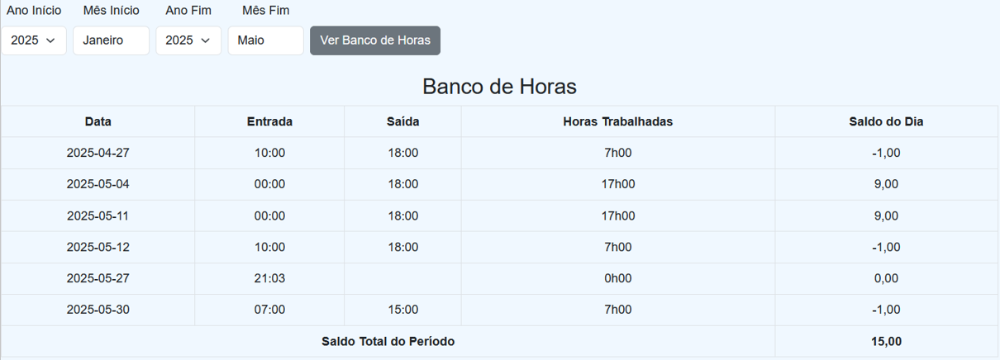 Ano Início Mês Início Ano Fim Mês Fim
2025 Janeiro 2025 Maio Ver Banco de Horas
Banco de Horas
Data Entrada Saída Horas Trabalhadas Saldo do Dia
2025-04-27 10:00 18:00 7h00 -1,00
2025-05-04 00:00 18:00 17h00 9,00
2025-05-11 00:00 18:00 17h00 9,00
2025-05-12 10:00 18:00 7h00 -1,00
2025-05-27 21:03 0h00 0,00
2025-05-30 07:00 15:00 7h00 -1,00
Saldo Total do Período 15,00